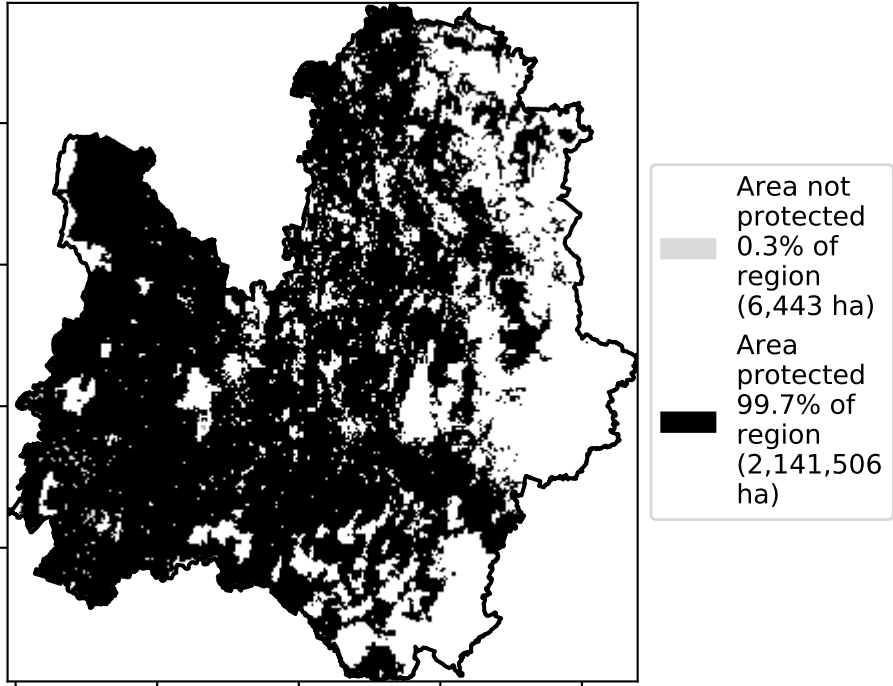 Area not
protected
0.3% of
region
(6,443 ha)
Area
protected
99.7% of
region
(2,141,506
ha)